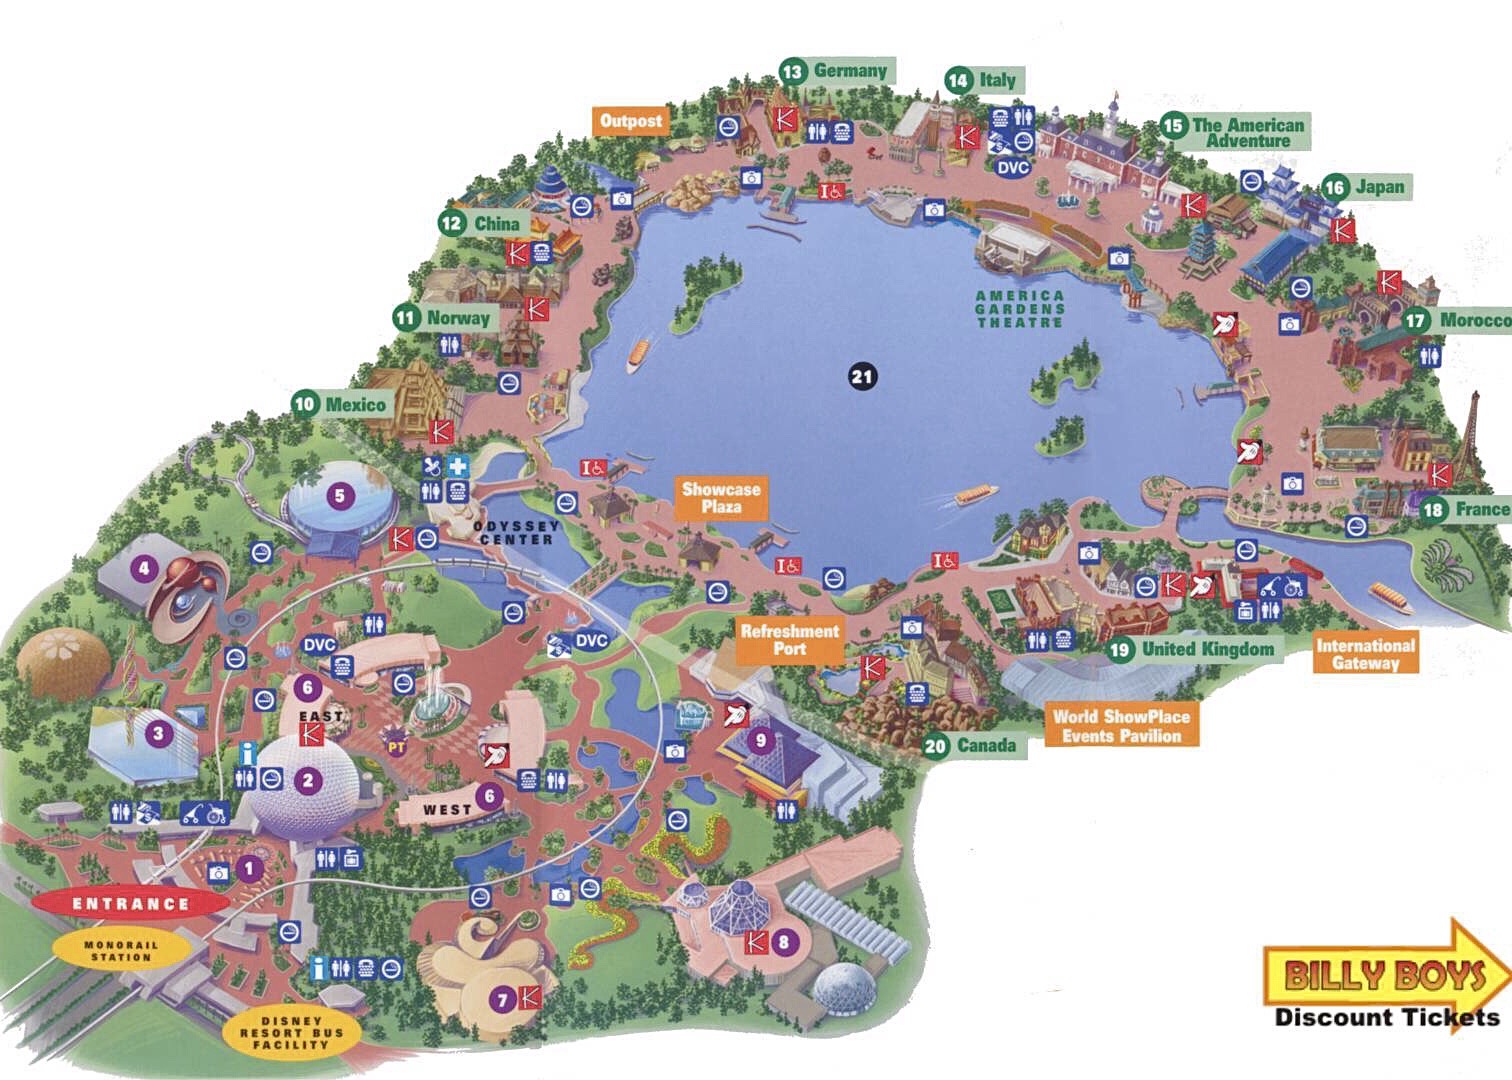 13 Germany
14 Italy
Outpost
15 The American
Adventure
DVC
16 Japan
12 China
AMERICA
GARDENS
THEATRE
11 Norway
17 Morocco
21
10 Mexico
5
Showcase
Plaza
18 France
ODYSSEY
CENTER
4
Refreshment
Port
DVC
DVC
19 United Kingdom
International
Gateway
6
EAST
3
PT
9
World ShowPlace
Events Pavilion
20 Canada
2
WEST 6
1
ENTRANCE
8
MONORAIL
STATION
7
DISNEY
RESORT BUS
FACILITY
BILLY BOYS
Discount Tickets